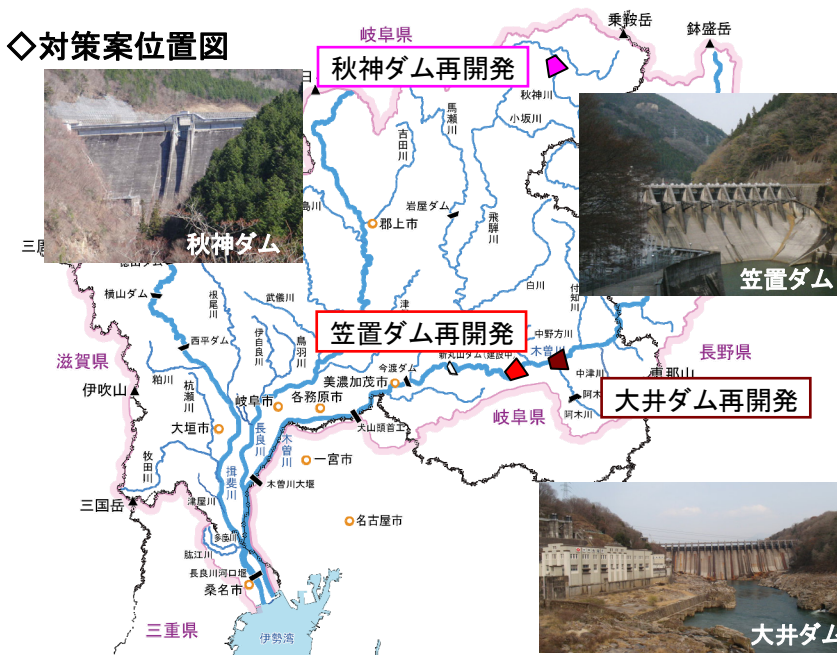 ◇対策案位置図
岐阜県
乗鞍岳
鉢盛岳
秋神ダム再開発
秋神川
小坂川
馬瀬川
吉田川
岩屋ダム
飛騨川
郡上市
秋神ダム
笠置ダム
横山ダム
根尾川
武儀川
白川
付知川
伊自良川
鳥羽川
笠置ダム再開発
中野方川
木曽川
西平ダム
滋賀県
長野県
新丸山ダム(建設中
今渡ダム
中津川
恵那山
粕川
伊吹山
杭瀬川
美濃加茂市
各務原市
岐阜市
大井ダム再開発
阿木川
岐阜県
大垣市
長良川
木曽川
犬山頭首工
牧田川
揖斐川
一宮市
木曽川大堰
三国岳
津屋川
名古屋市
多度川
肱江川
長良川河口堰
桑名市
三重県
伊勢湾
大井ダム